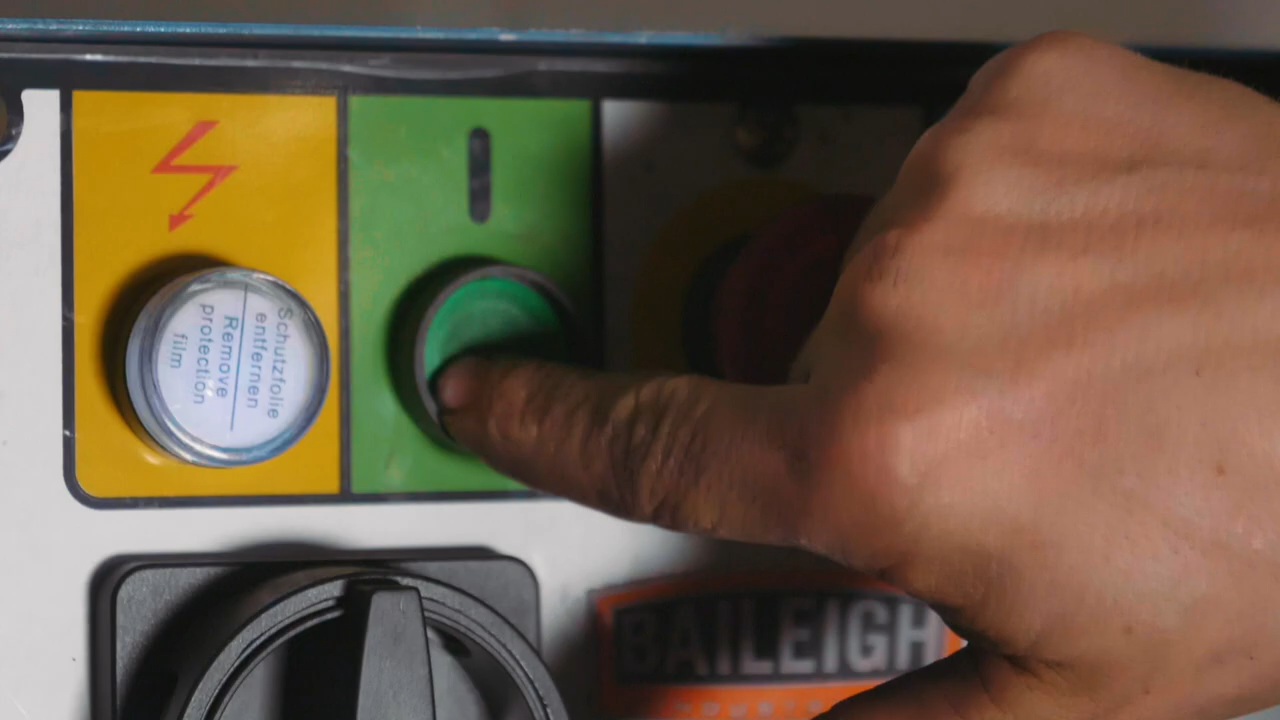 Schutzfolie
entfernen
Remove
protection
film
BAILEIGH